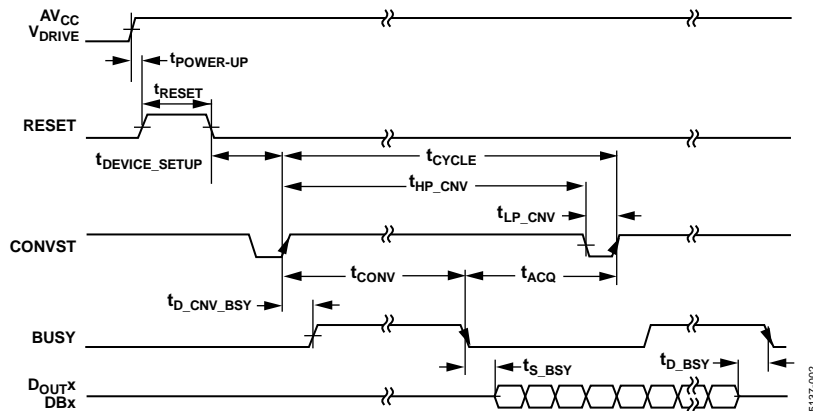 AVCC
VDRIVE
tPOWER-UP
tRESET
RESET
tDEVICE_SETUP
tCYCLE
tHP_CNV
tLP_CNV
CONVST
tCONV
tACQ
tD_CNV_BSY
BUSY
tS_BSY
tD_BSY
DOUTx
DBx